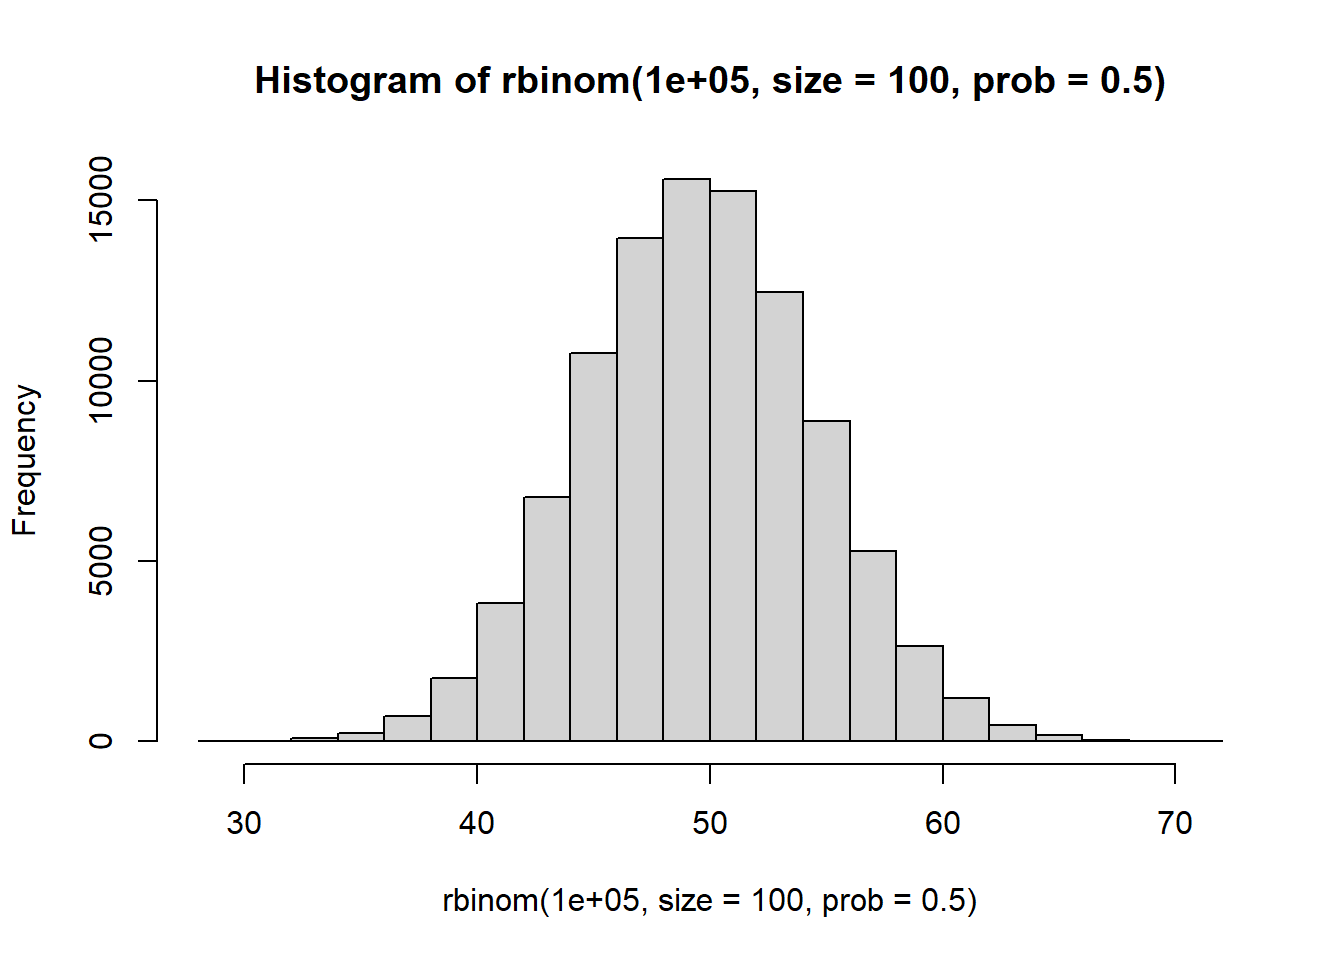 Histogram of rbinom(1e+05, size = 100, prob = 0.5)
Frequency
15000
10000
5000
0
30 40 50 60 70
rbinom(1e+05, size = 100, prob = 0.5)